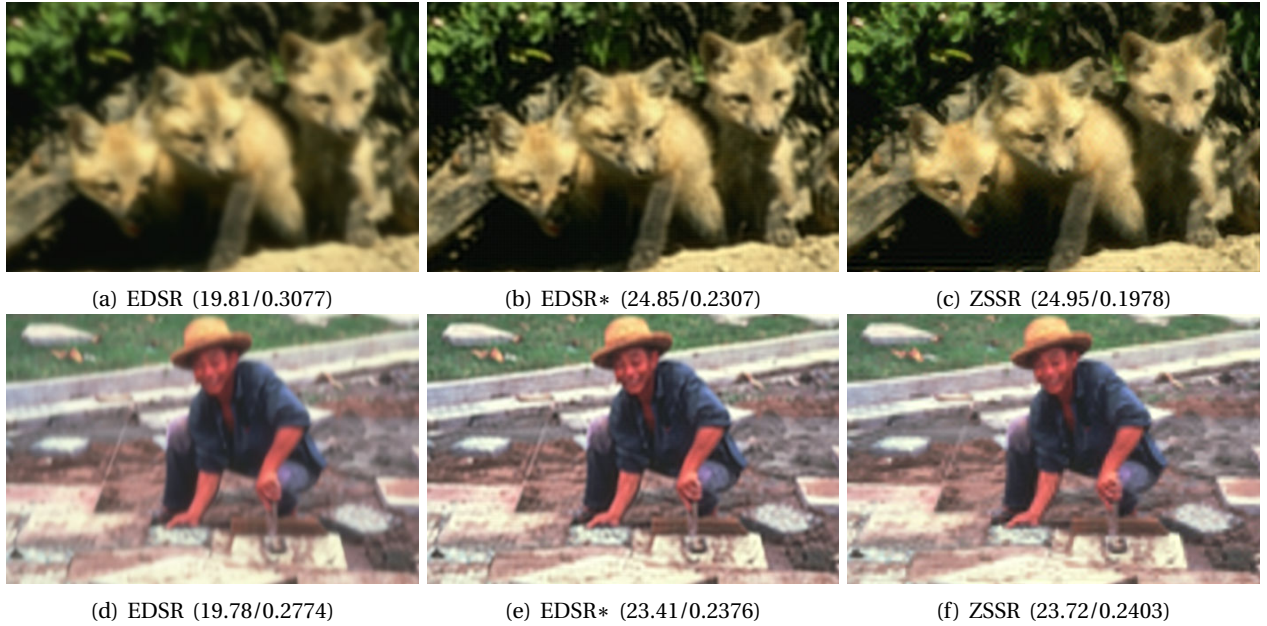 (a) EDSR (19.81/0.3077)
(b) EDSR∗ (24.85/0.2307)
(c) ZSSR (24.95/0.1978)
(d) EDSR (19.78/0.2774)
(e) EDSR∗ (23.41/0.2376)
(f) ZSSR (23.72/0.2403)